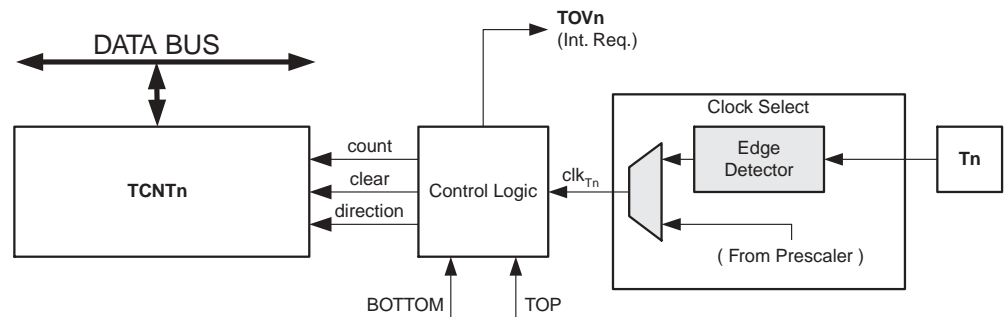 TOVn
(Int. Req.)
DATA BUS
Clock Select
count
Edge
Detector
Tn
TCNTn
clear
Control Logic
clkTn
direction
( From Prescaler )
BOTTOM
TOP